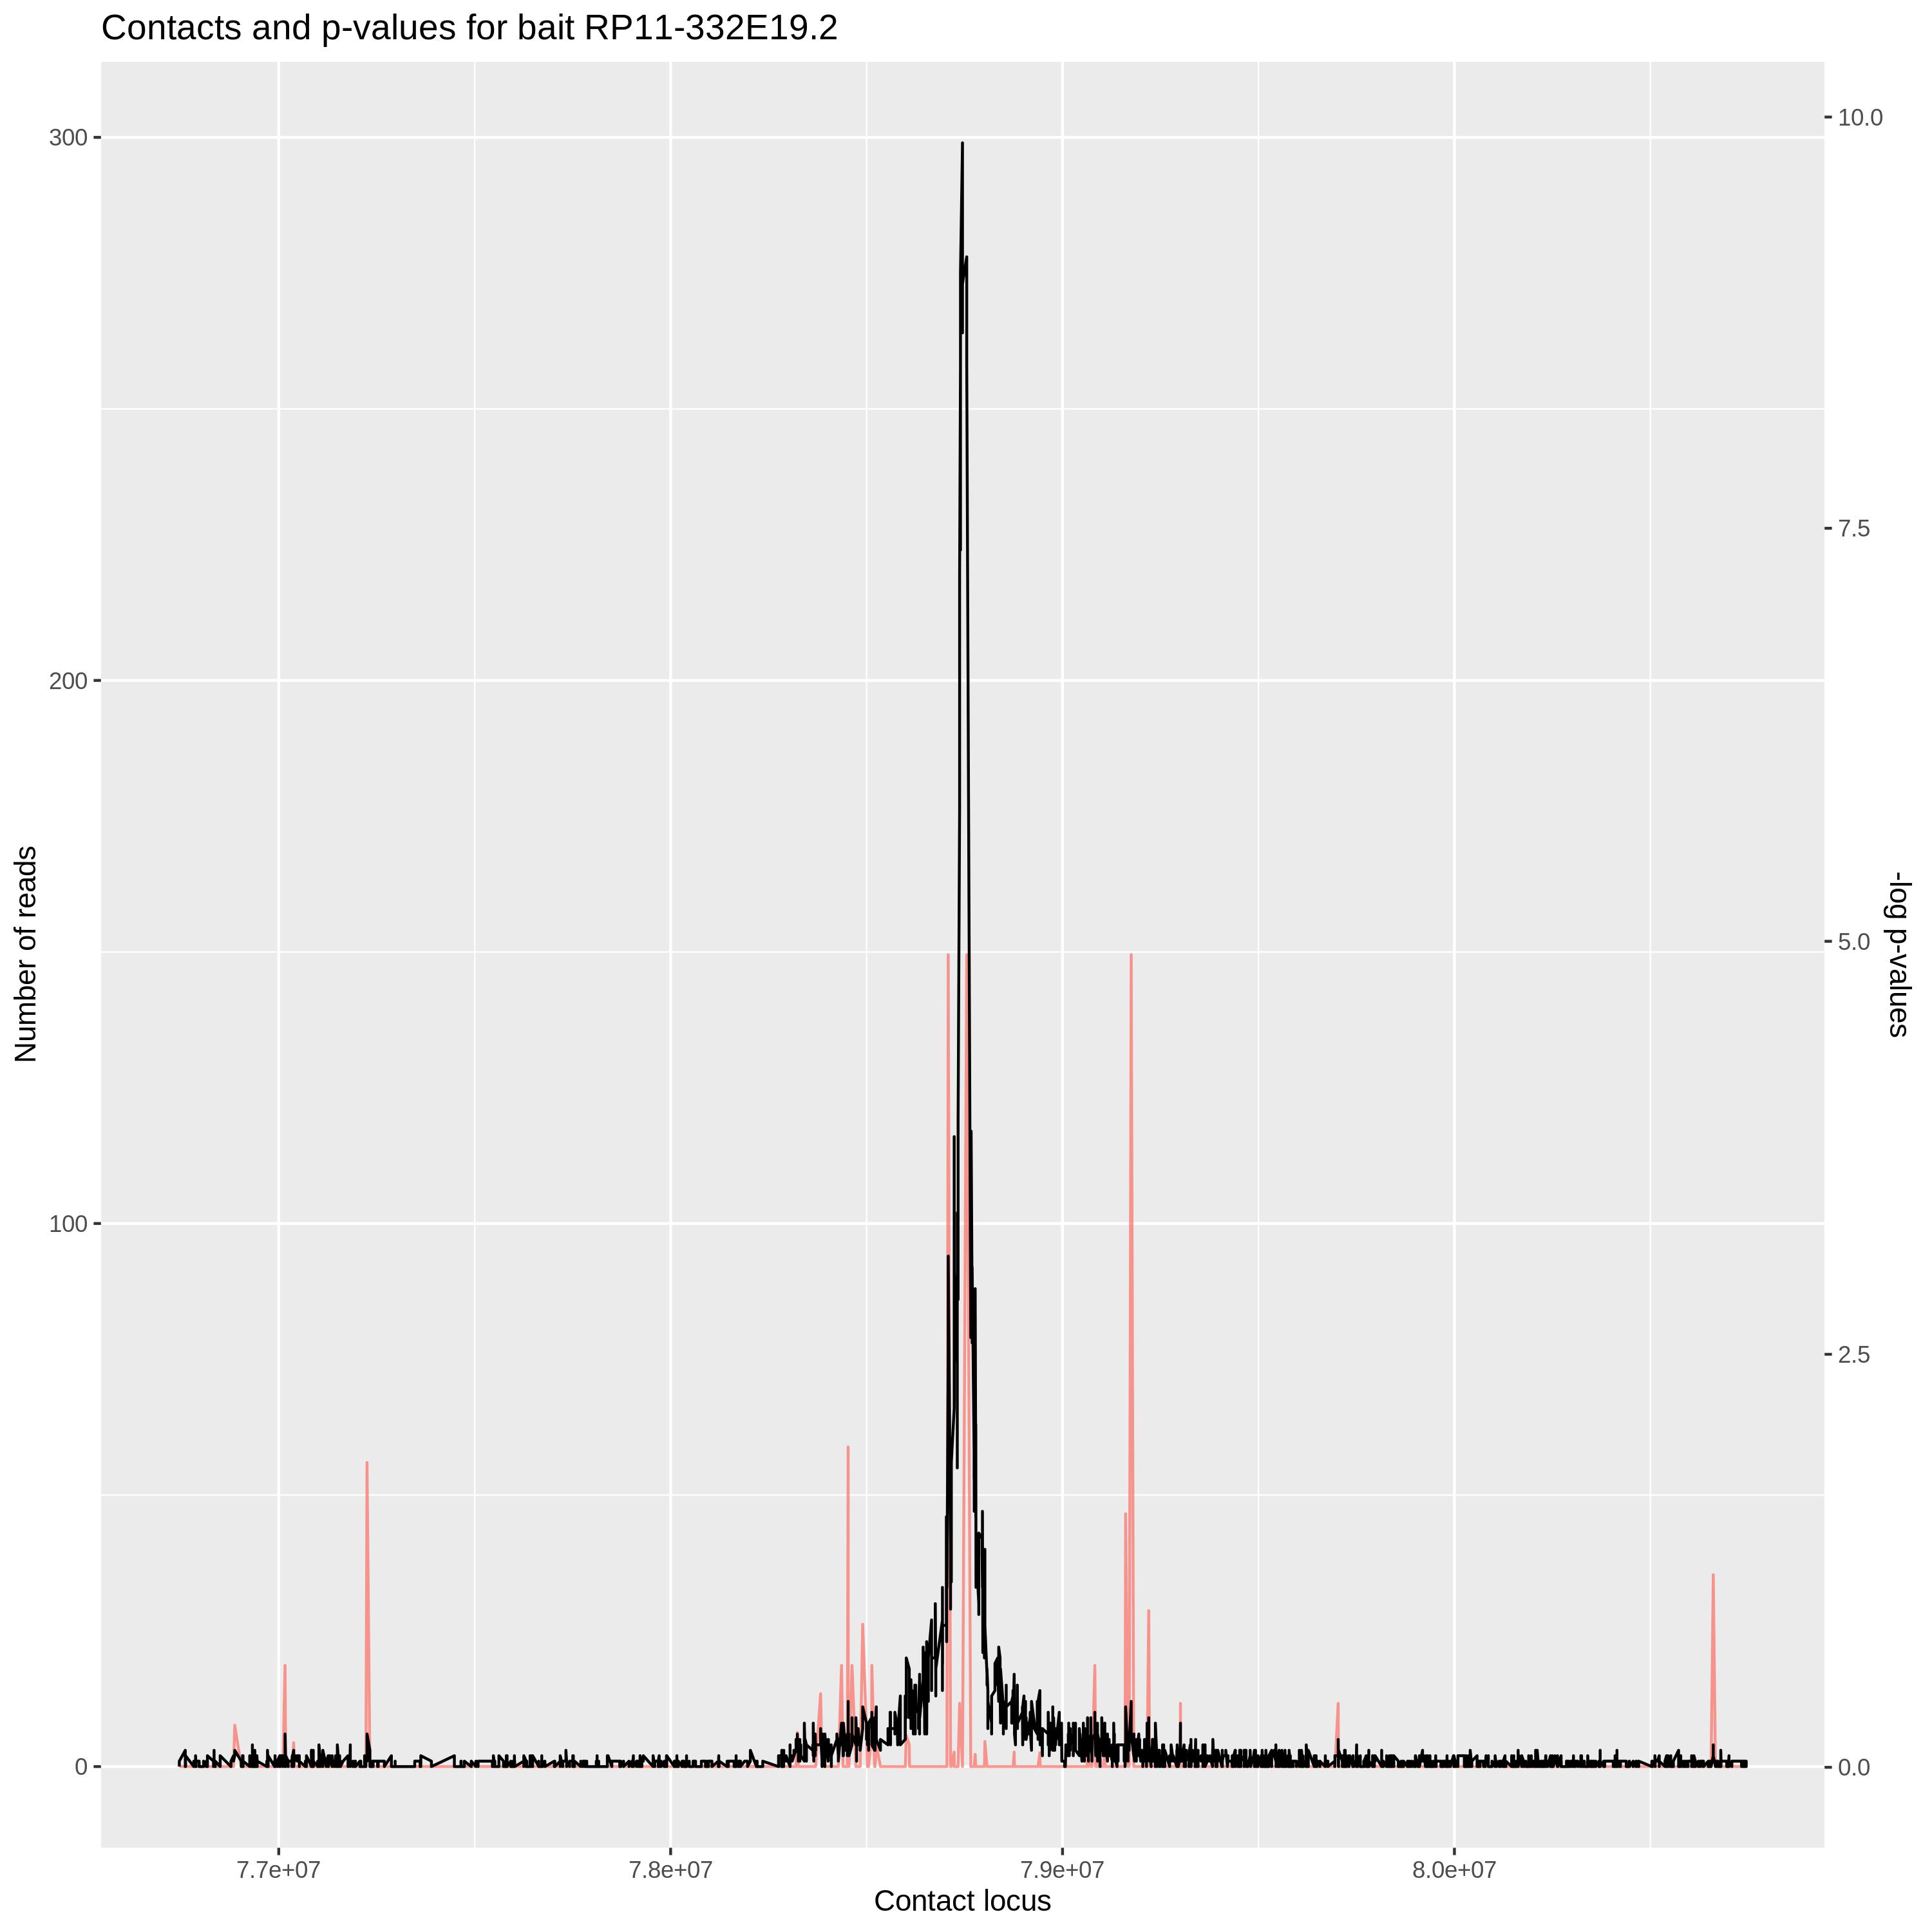 Contacts and p-values for bait RP11-332E19.2
300
200
100
0
Number of reads
10.0
7.5
5.0
2.5
0.0
-log p-values
7.7e+07
7.8e+07
7.9e+07
8.0e+07
Contact locus